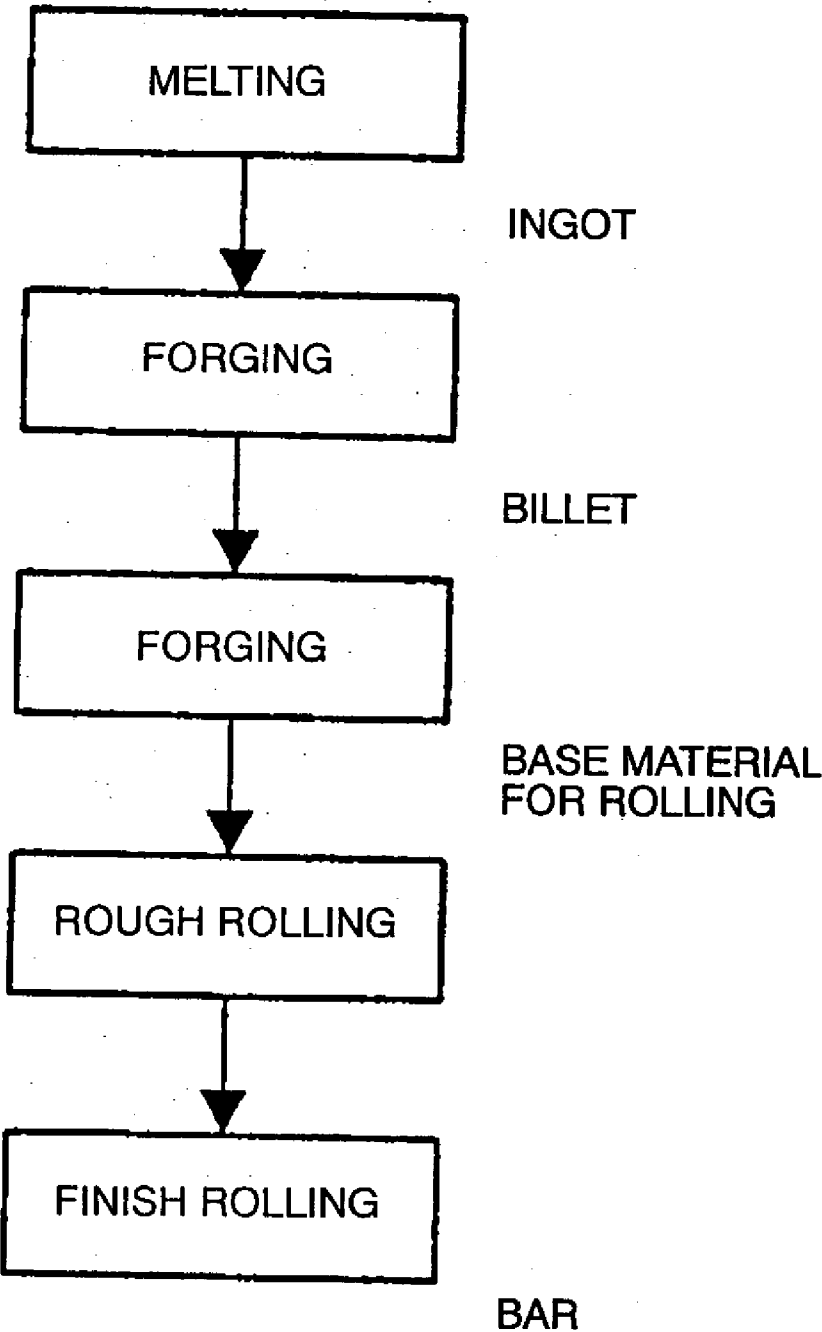 MELTING
INGOT
FORGING
BILLET
FORGING
BASE MATERIAL
FOR ROLLING
ROUGH ROLLING
FINISH ROLLING
BAR